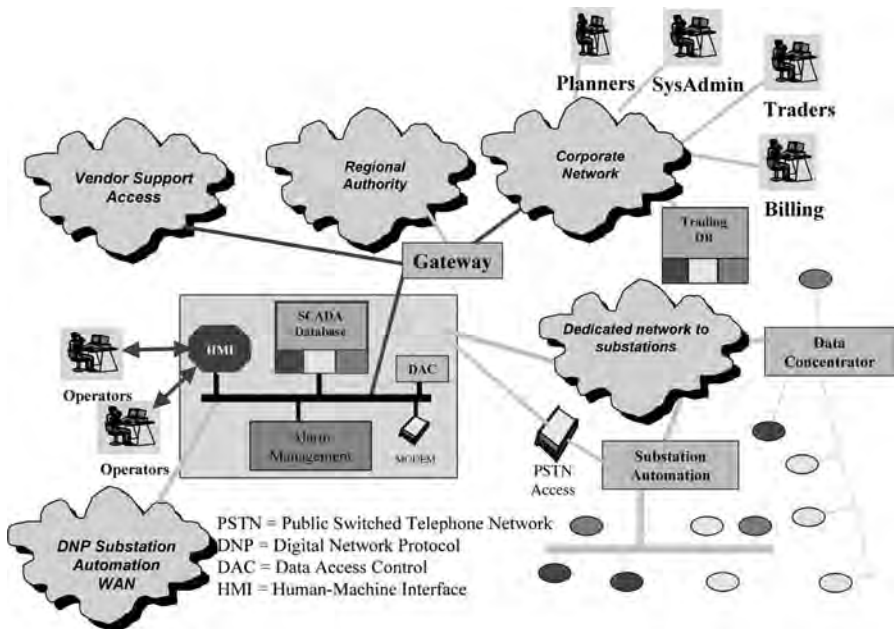 Planners
SysAdmin
Traders
Billing
Vendor Support
Access
Regional
Authority
Corporate
Network
Trading
DB
Gateway
SCADA
Database
HMI
DAC
Operators
Operators
Alarm
Management
MODEM
Dedicated network to
substations
Data
Concentrator
PSTN
Access
Substation
Automation
DNP Substation
Automation
WAN
PSTN = Public Switched Telephone Network
DNP = Digital Network Protocol
DAC = Data Access Control
HMI = Human-Machine Interface